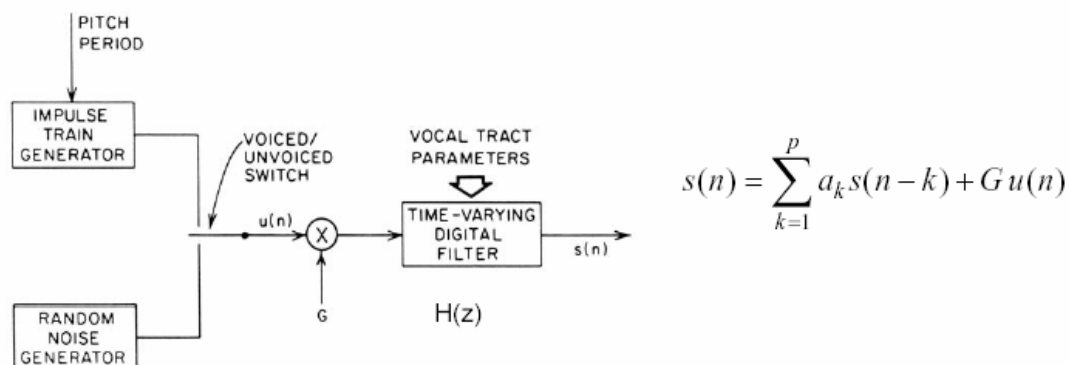 PITCH
PERIOD
IMPULSE
TRAIN
GENERATOR
VOICED/
UNVOICED
SWITCH
VOCAL TRACT
PARAMETERS
u(n)
X
G
TIME-VARYING
DIGITAL
FILTER
s(n)
H(z)
RANDOM
NOISE
GENERATOR
s(n) = \sum_{k=1}^{p} a_k s(n-k) + G u(n)